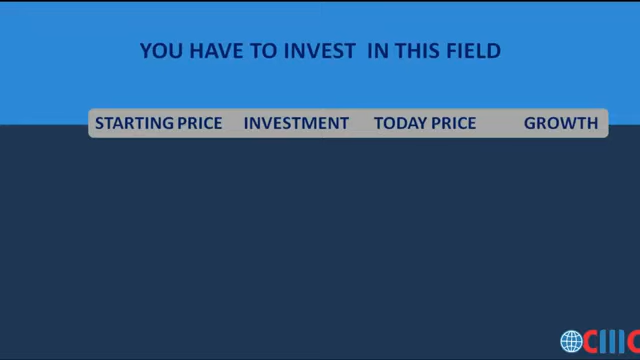 YOU HAVE TO INVEST IN THIS FIELD
STARTING PRICE INVESTMENT TODAY PRICE GROWTH